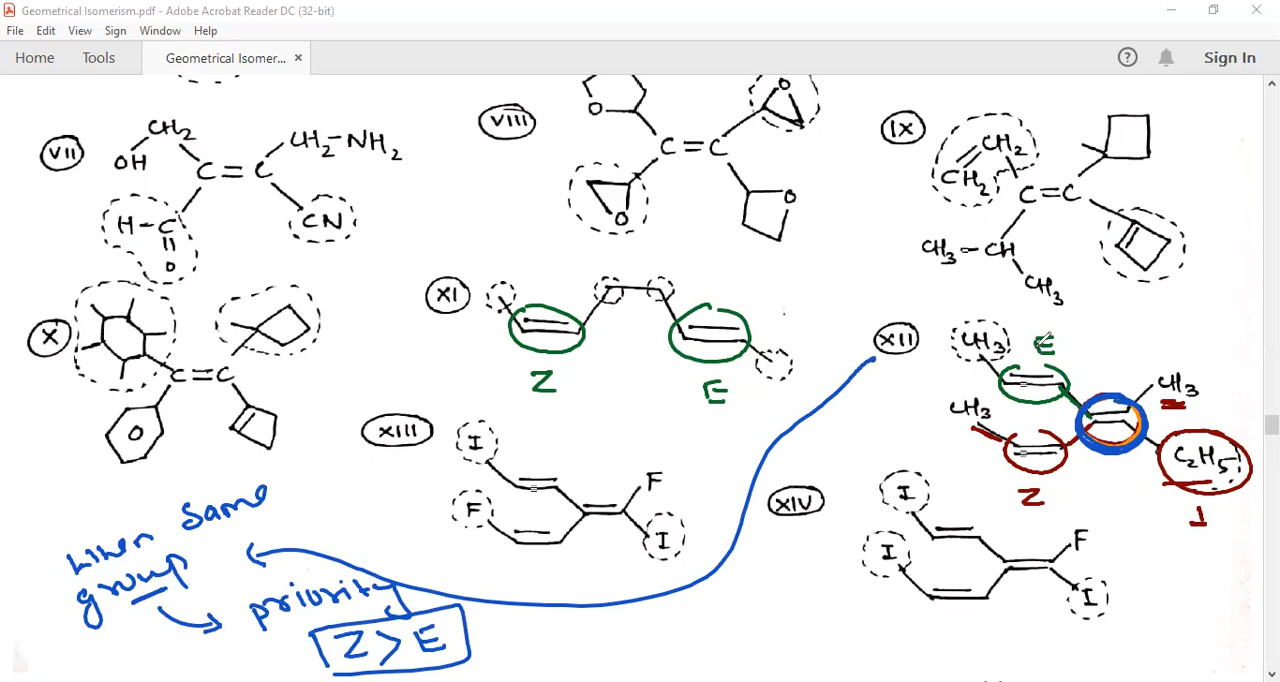 Geometrical Isomerism.pdf - Adobe Acrobat Reader DC (32-bit)
File Edit View Sign Window Help
Home Tools Geometrical Isomer... × ? Sign In
VII
CH2
OH
C = C
CH2-NH2
H-C
O
CN
VIII
O
O
C = C
O
O
IX
CH2
CH2
C = C
CH3-CH
CH3
X
C = C
O
XI
Z
E
XII
CH3
E
CH3
CH3
C2H5
Z
1
XIII
I
F
F
I
XIV
I
I
F
I
When same
group
priority
Z > E